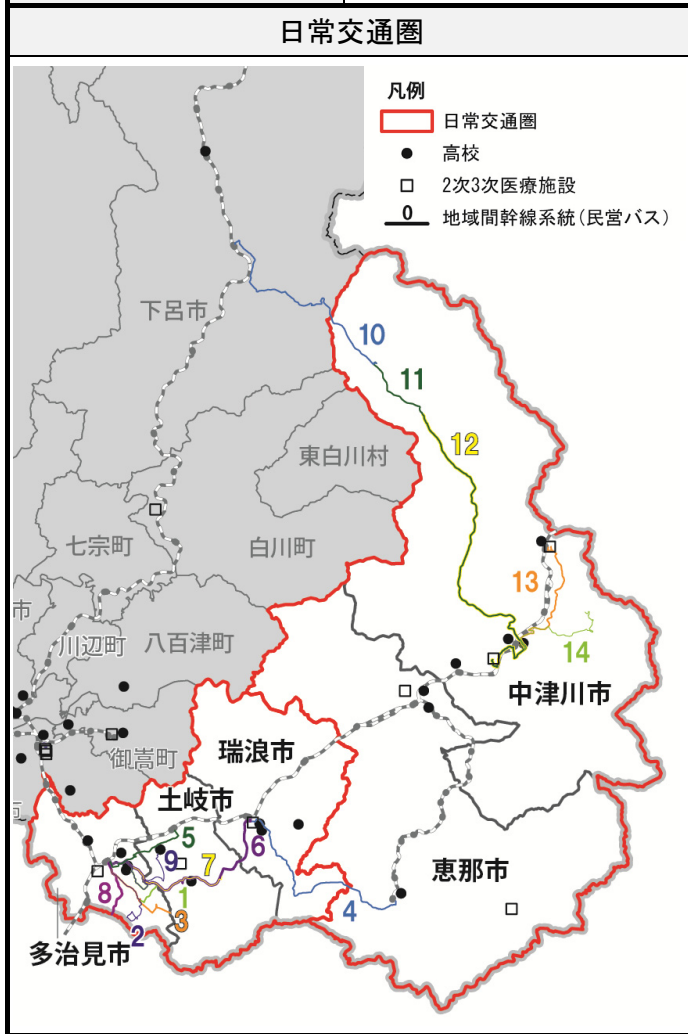 日常交通圏
凡例
日常交通圏
高校
2次3次医療施設
0 地域間幹線系統(民営バス)
下呂市
10
11
12
東白川村
七宗町
白川町
市
川辺町
八百津町
13
14
中津川市
御嵩町
瑞浪市
土岐市
5
6
9
7
恵那市
8
1
3
4
2
多治見市